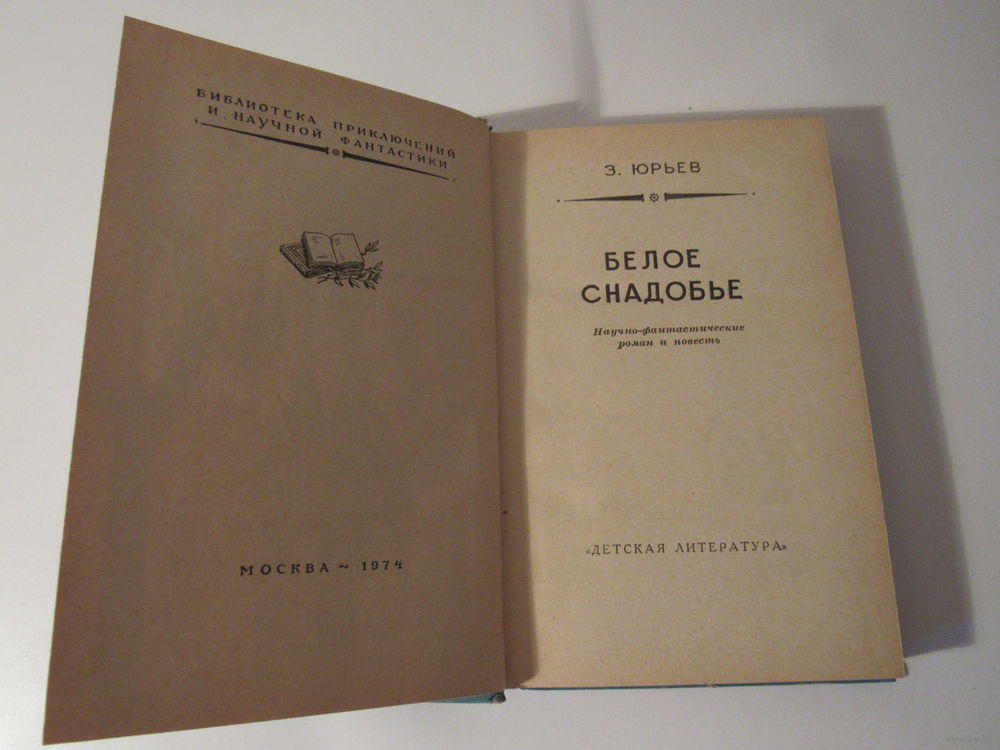 БИБЛИОТЕКА ПРИКЛЮЧЕНИЙ
И НАУЧНОЙ ФАНТАСТИКИ
МОСКВА ~ 1974
З. ЮРЬЕВ
БЕЛОЕ
СНАДОБЬЕ
Научно-фантастические
роман и повесть
«ДЕТСКАЯ ЛИТЕРАТУРА»